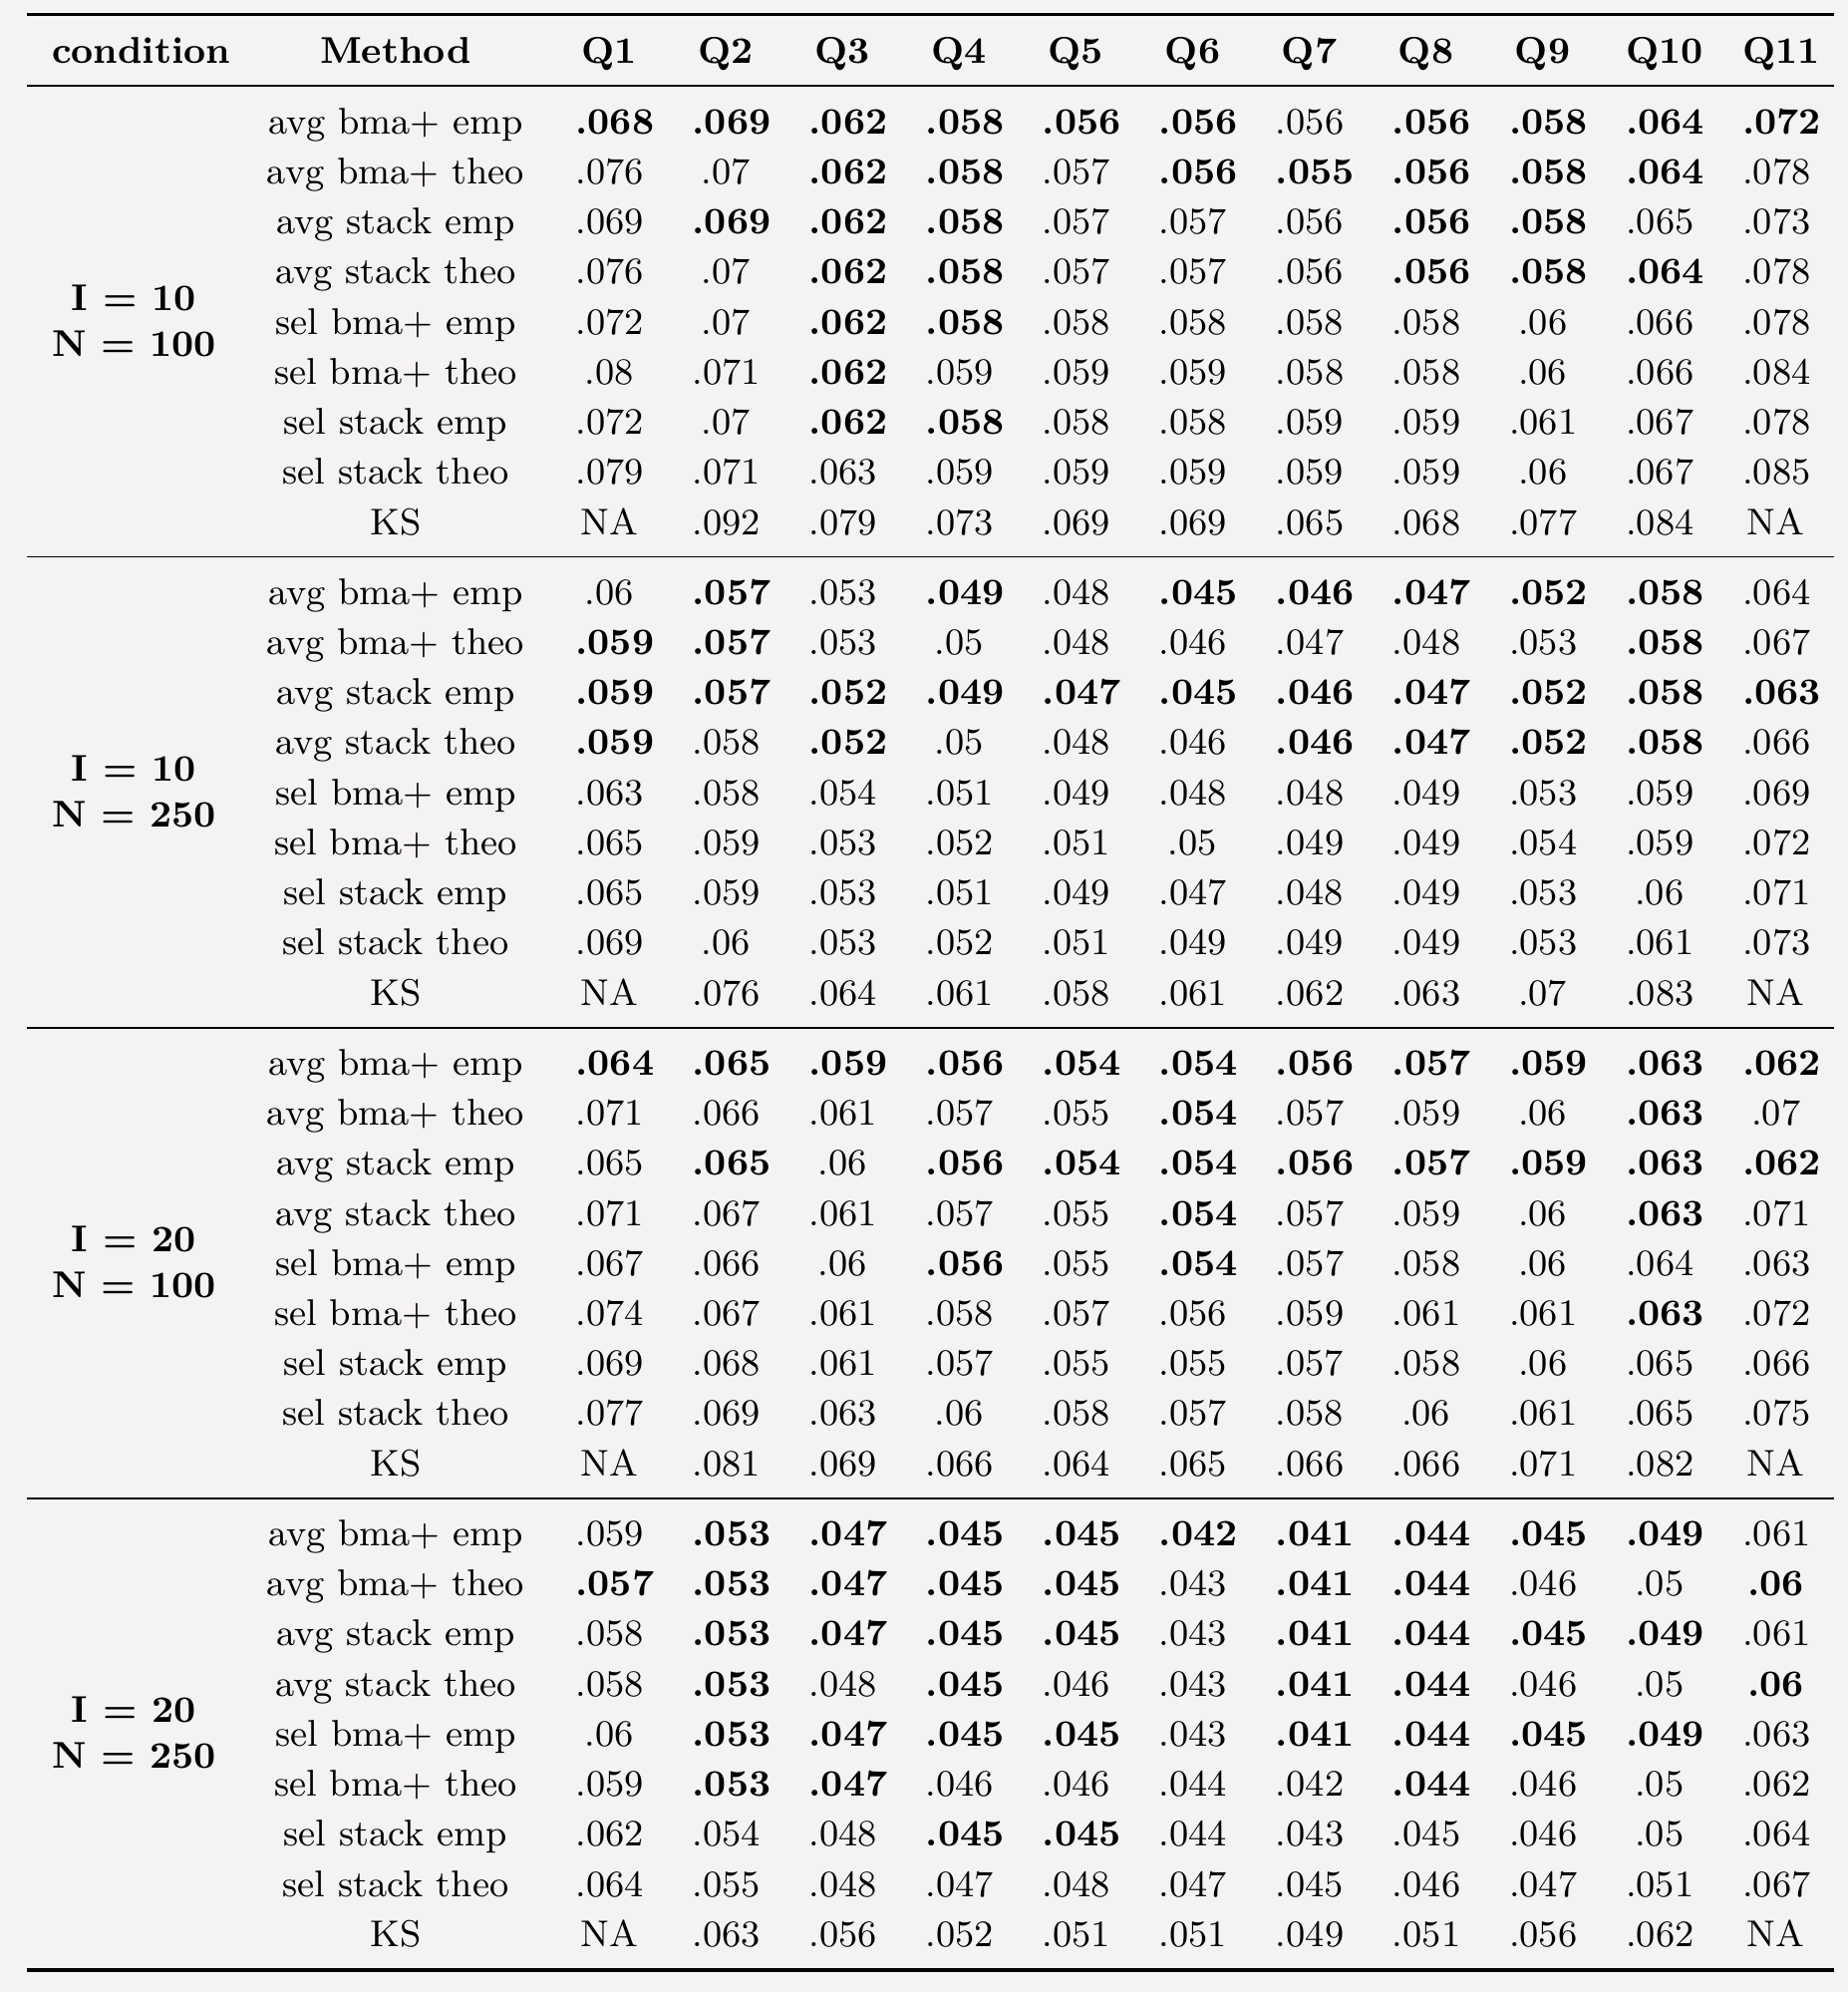 condition Method Q1 Q2 Q3 Q4 Q5 Q6 Q7 Q8 Q9 Q10 Q11
avg bma+ emp .068 .069 .062 .058 .056 .056 .056 .056 .058 .064 .072
avg bma+ theo .076 .07 .062 .058 .057 .056 .055 .056 .058 .064 .078
avg stack emp .069 .069 .062 .058 .057 .057 .056 .056 .058 .065 .073
avg stack theo .076 .07 .062 .058 .057 .057 .056 .056 .058 .064 .078
I = 10
sel bma+ emp .072 .07 .062 .058 .058 .058 .058 .058 .06 .066 .078
N = 100
sel bma+ theo .08 .071 .062 .059 .059 .059 .058 .058 .06 .066 .084
sel stack emp .072 .07 .062 .058 .058 .058 .059 .059 .061 .067 .078
sel stack theo .079 .071 .063 .059 .059 .059 .059 .059 .06 .067 .085
KS NA .092 .079 .073 .069 .069 .065 .068 .077 .084 NA
avg bma+ emp .06 .057 .053 .049 .048 .045 .046 .047 .052 .058 .064
avg bma+ theo .059 .057 .053 .05 .048 .046 .047 .048 .053 .058 .067
avg stack emp .059 .057 .052 .049 .047 .045 .046 .047 .052 .058 .063
avg stack theo .059 .058 .052 .05 .048 .046 .046 .047 .052 .058 .066
I = 10
sel bma+ emp .063 .058 .054 .051 .049 .048 .048 .049 .053 .059 .069
N = 250
sel bma+ theo .065 .059 .053 .052 .051 .05 .049 .049 .054 .059 .072
sel stack emp .065 .059 .053 .051 .049 .047 .048 .049 .053 .06 .071
sel stack theo .069 .06 .053 .052 .051 .049 .049 .049 .053 .061 .073
KS NA .076 .064 .061 .058 .061 .062 .063 .07 .083 NA
avg bma+ emp .064 .065 .059 .056 .054 .054 .056 .057 .059 .063 .062
avg bma+ theo .071 .066 .061 .057 .055 .054 .057 .059 .06 .063 .07
avg stack emp .065 .065 .06 .056 .054 .054 .056 .057 .059 .063 .062
avg stack theo .071 .067 .061 .057 .055 .054 .057 .059 .06 .063 .071
I = 20
sel bma+ emp .067 .066 .06 .056 .055 .054 .057 .058 .06 .064 .063
N = 100
sel bma+ theo .074 .067 .061 .058 .057 .056 .059 .061 .061 .063 .072
sel stack emp .069 .068 .061 .057 .055 .055 .057 .058 .06 .065 .066
sel stack theo .077 .069 .063 .06 .058 .057 .058 .06 .061 .065 .075
KS NA .081 .069 .066 .064 .065 .066 .066 .071 .082 NA
avg bma+ emp .059 .053 .047 .045 .045 .042 .041 .044 .045 .049 .061
avg bma+ theo .057 .053 .047 .045 .045 .043 .041 .044 .046 .05 .06
avg stack emp .058 .053 .047 .045 .045 .043 .041 .044 .045 .049 .061
avg stack theo .058 .053 .048 .045 .046 .043 .041 .044 .046 .05 .06
I = 20
sel bma+ emp .06 .053 .047 .045 .045 .043 .041 .044 .045 .049 .063
N = 250
sel bma+ theo .059 .053 .047 .046 .046 .044 .042 .044 .046 .05 .062
sel stack emp .062 .054 .048 .045 .045 .044 .043 .045 .046 .05 .064
sel stack theo .064 .055 .048 .047 .048 .047 .045 .046 .047 .051 .067
KS NA .063 .056 .052 .051 .051 .049 .051 .056 .062 NA